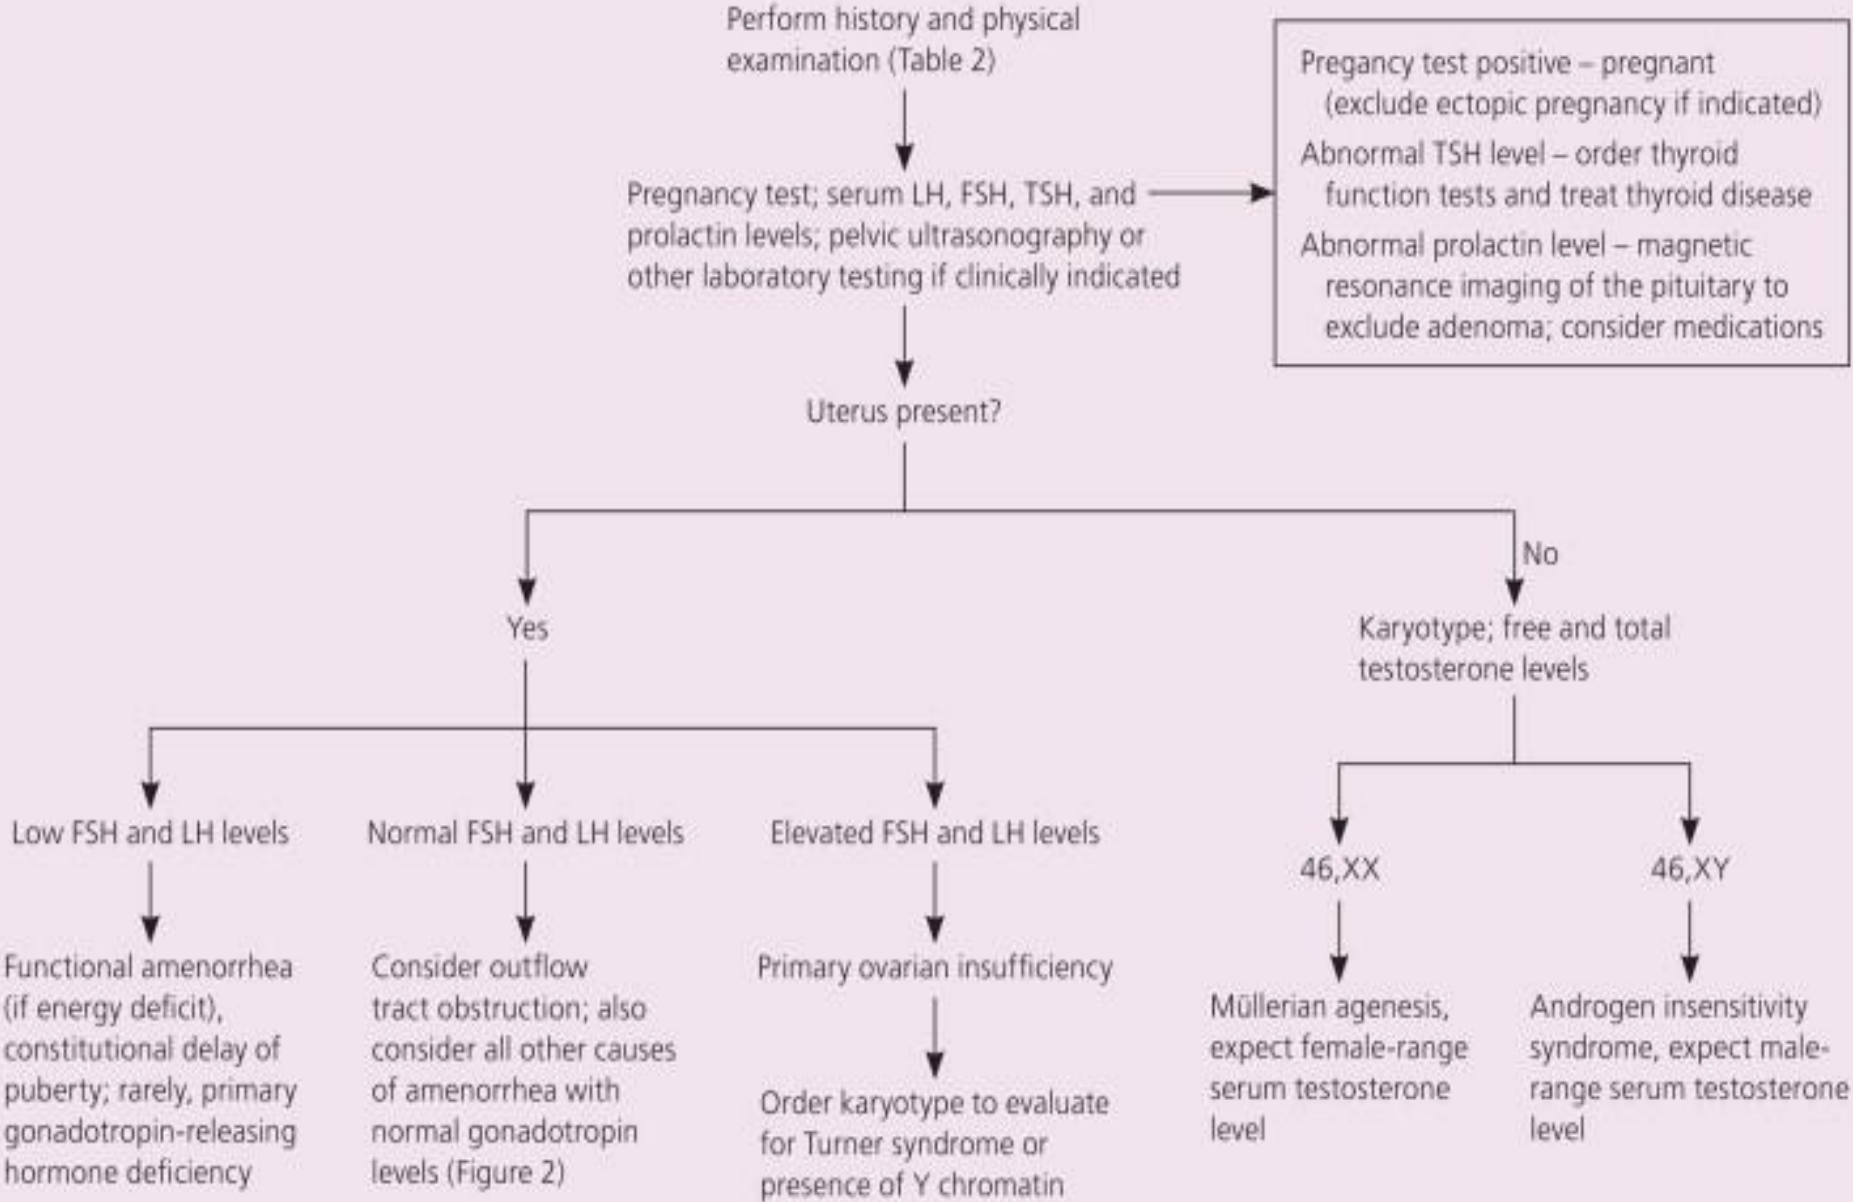 Perform history and physical
examination (Table 2)
Pregancy test positive – pregnant
(exclude ectopic pregnancy if indicated)
Abnormal TSH level – order thyroid
function tests and treat thyroid disease
Abnormal prolactin level – magnetic
resonance imaging of the pituitary to
exclude adenoma; consider medications
Pregnancy test; serum LH, FSH, TSH, and
prolactin levels; pelvic ultrasonography or
other laboratory testing if clinically indicated
Uterus present?
No
Yes
Karyotype; free and total
testosterone levels
Low FSH and LH levels
Normal FSH and LH levels
Elevated FSH and LH levels
46,XX
46,XY
Functional amenorrhea
(if energy deficit),
constitutional delay of
puberty; rarely, primary
gonadotropin-releasing
hormone deficiency
Consider outflow
tract obstruction; also
consider all other causes
of amenorrhea with
normal gonadotropin
levels (Figure 2)
Primary ovarian insufficiency
Order karyotype to evaluate
for Turner syndrome or
presence of Y chromatin
Müllerian agenesis,
expect female-range
serum testosterone
level
Androgen insensitivity
syndrome, expect male-
range serum testosterone
level